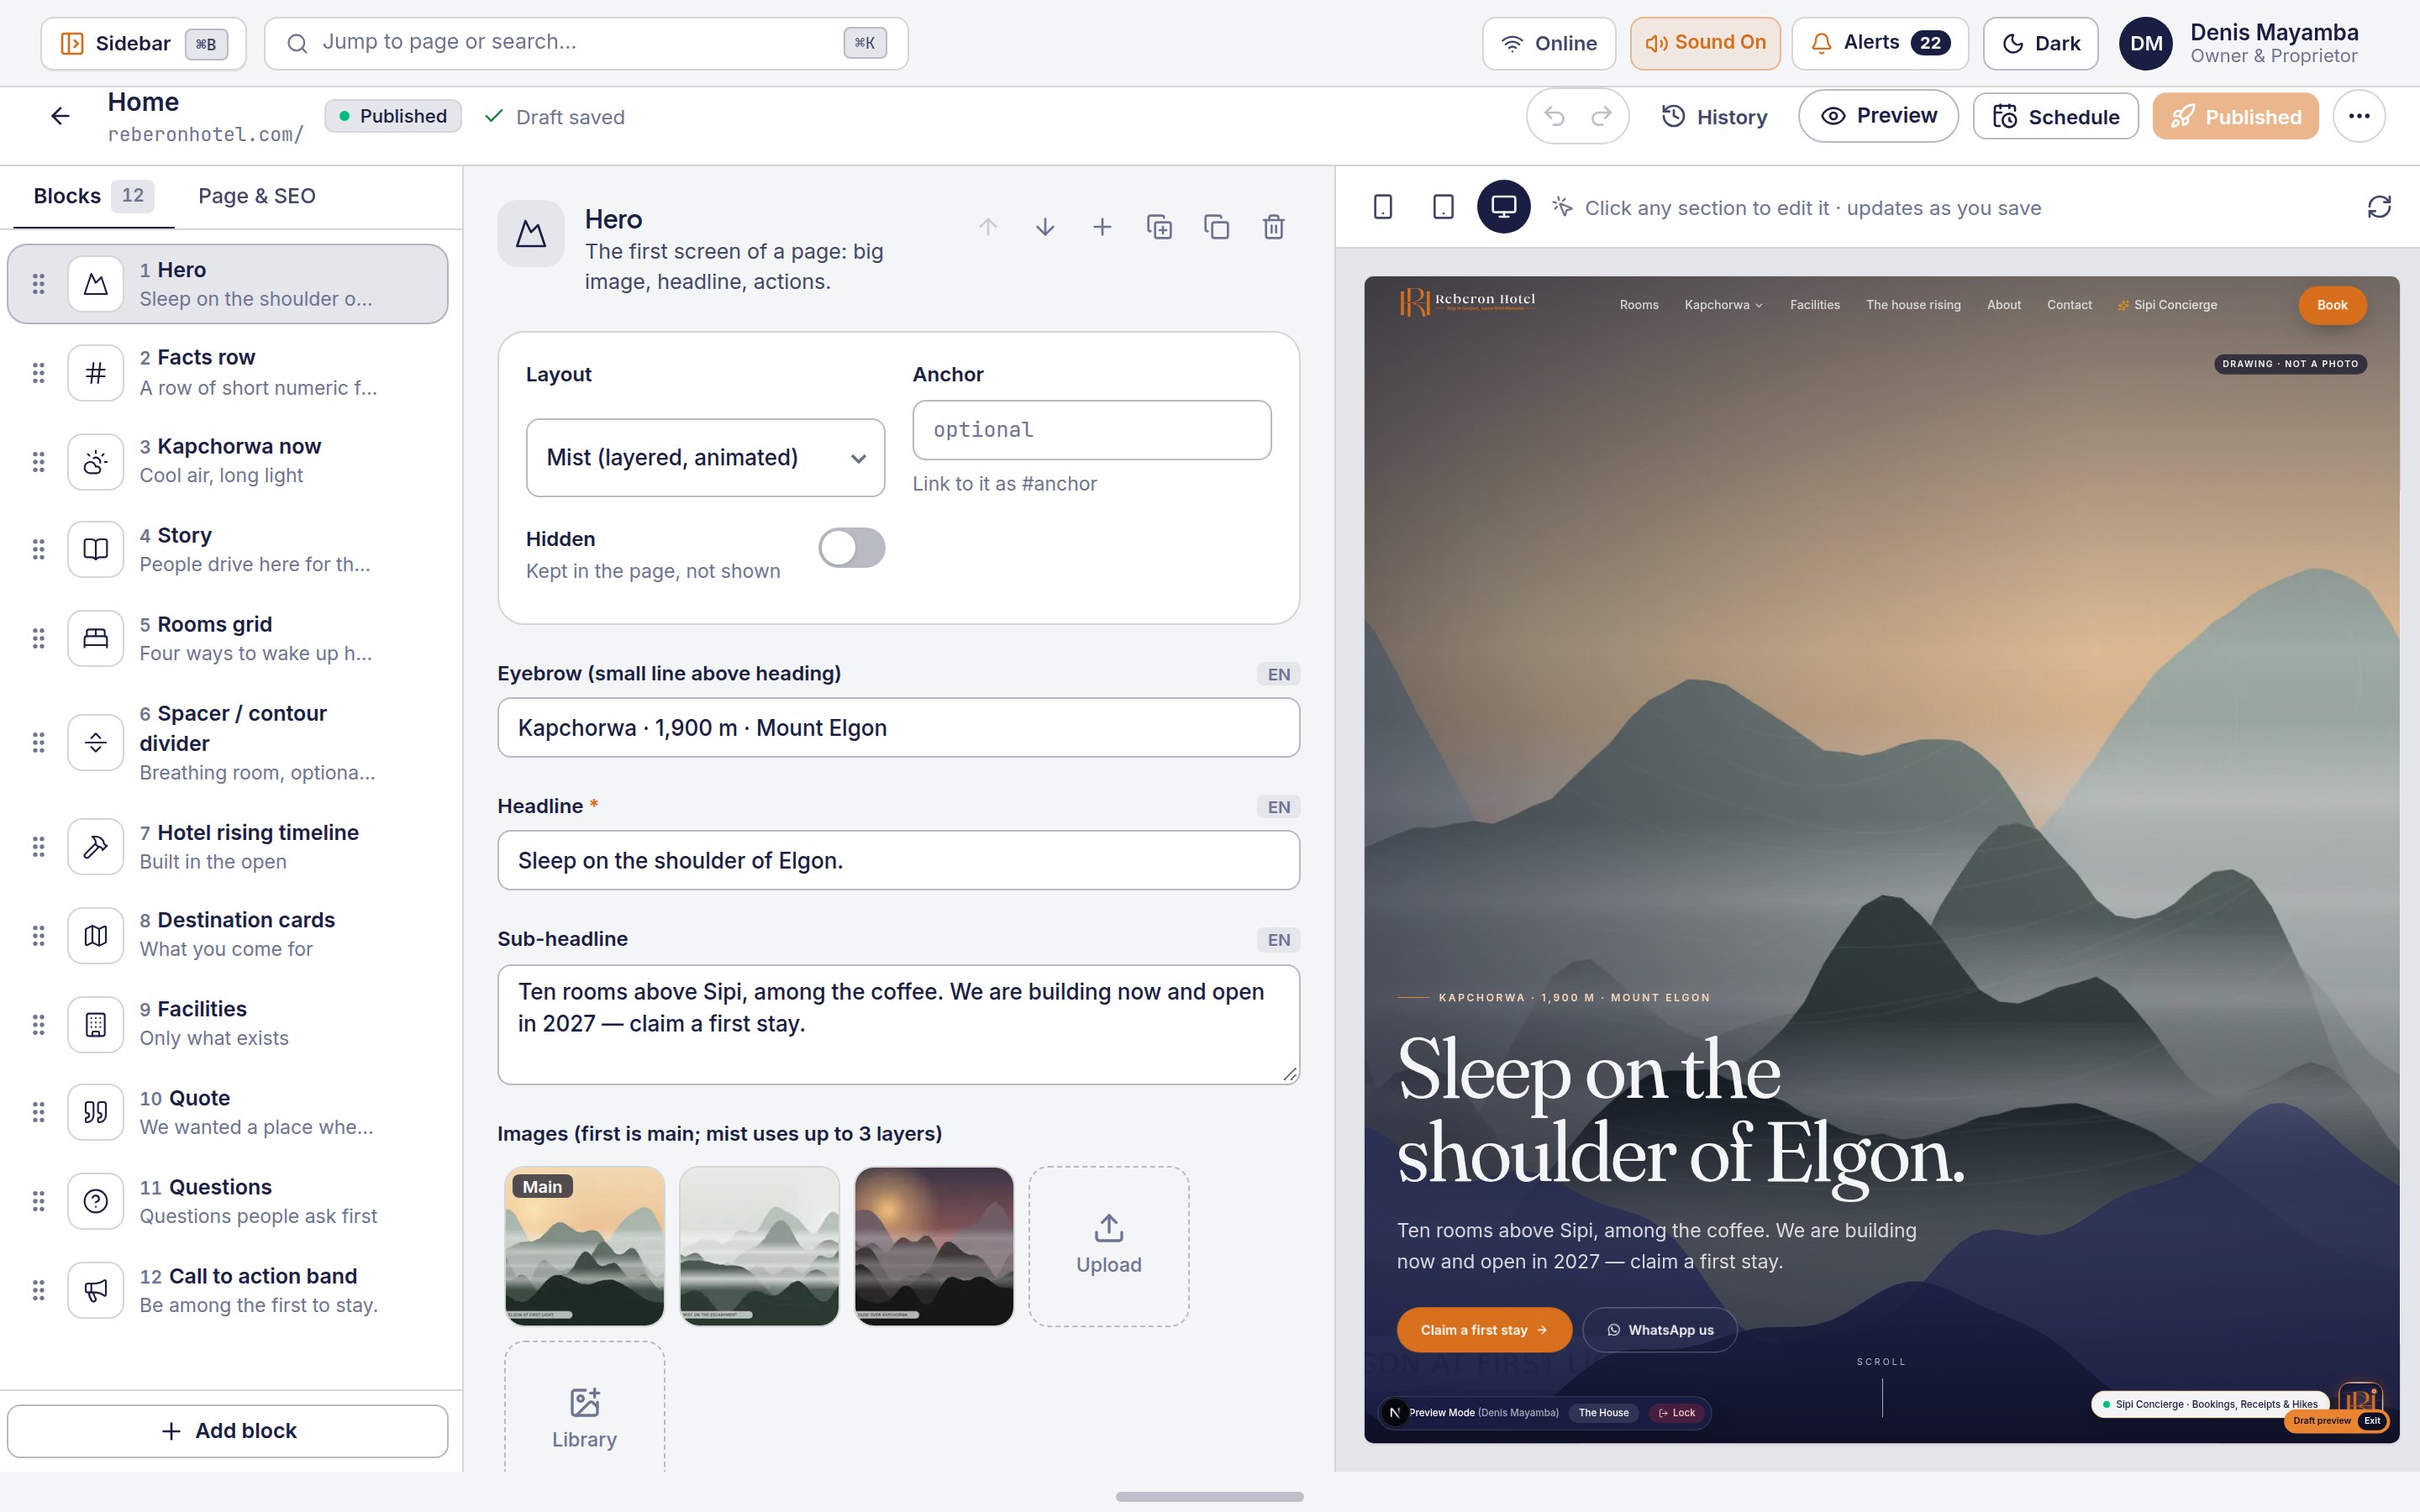 Sidebar ⌘B
Jump to page or search... ⌘K
Online
Sound On
Alerts 22
Dark
DM
Denis Mayamba
Owner & Proprietor
Home
reberonhotel.com/
Published
Draft saved
History
Preview
Schedule
Published
Blocks 12
Page & SEO
1 Hero
Sleep on the shoulder o...
2 Facts row
A row of short numeric f...
3 Kapchorwa now
Cool air, long light
4 Story
People drive here for th...
5 Rooms grid
Four ways to wake up h...
6 Spacer / contour
divider
Breathing room, optiona...
7 Hotel rising timeline
Built in the open
8 Destination cards
What you come for
9 Facilities
Only what exists
10 Quote
We wanted a place whe...
11 Questions
Questions people ask first
12 Call to action band
Be among the first to stay.
Add block
Hero
The first screen of a page: big
image, headline, actions.
Layout
Mist (layered, animated)
Anchor
optional
Link to it as #anchor
Hidden
Kept in the page, not shown
Eyebrow (small line above heading) EN
Kapchorwa · 1,900 m · Mount Elgon
Headline * EN
Sleep on the shoulder of Elgon.
Sub-headline EN
Ten rooms above Sipi, among the coffee. We are building now and open
in 2027 — claim a first stay.
Images (first is main; mist uses up to 3 layers)
Main
Upload
Library
Click any section to edit it · updates as you save
Reberon Hotel
Rooms
Kapchorwa
Facilities
The house rising
About
Contact
Sipi Concierge
Book
DRAWING · NOT A PHOTO
KAPCHORWA · 1,900 M · MOUNT ELGON
Sleep on the
shoulder of Elgon.
Ten rooms above Sipi, among the coffee. We are building
now and open in 2027 — claim a first stay.
Claim a first stay
WhatsApp us
AT FIRST
SCROLL
N
Preview Mode (Denis Mayamba)
The House
Lock
Sipi Concierge · Bookings, Receipts & Hikes
Draft preview Exit